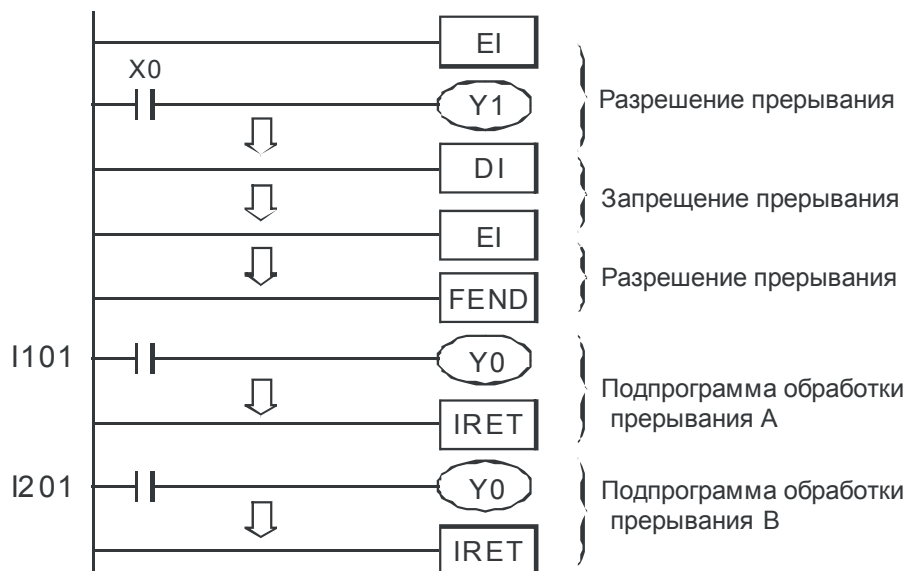 EI
X0
Y1
Разрешение прерывания
DI
Запрещение прерывания
EI
Разрешение прерывания
FEND
I101
Y0
Подпрограмма обработки
прерывания А
IRET
I201
Y0
Подпрограмма обработки
прерывания В
IRET